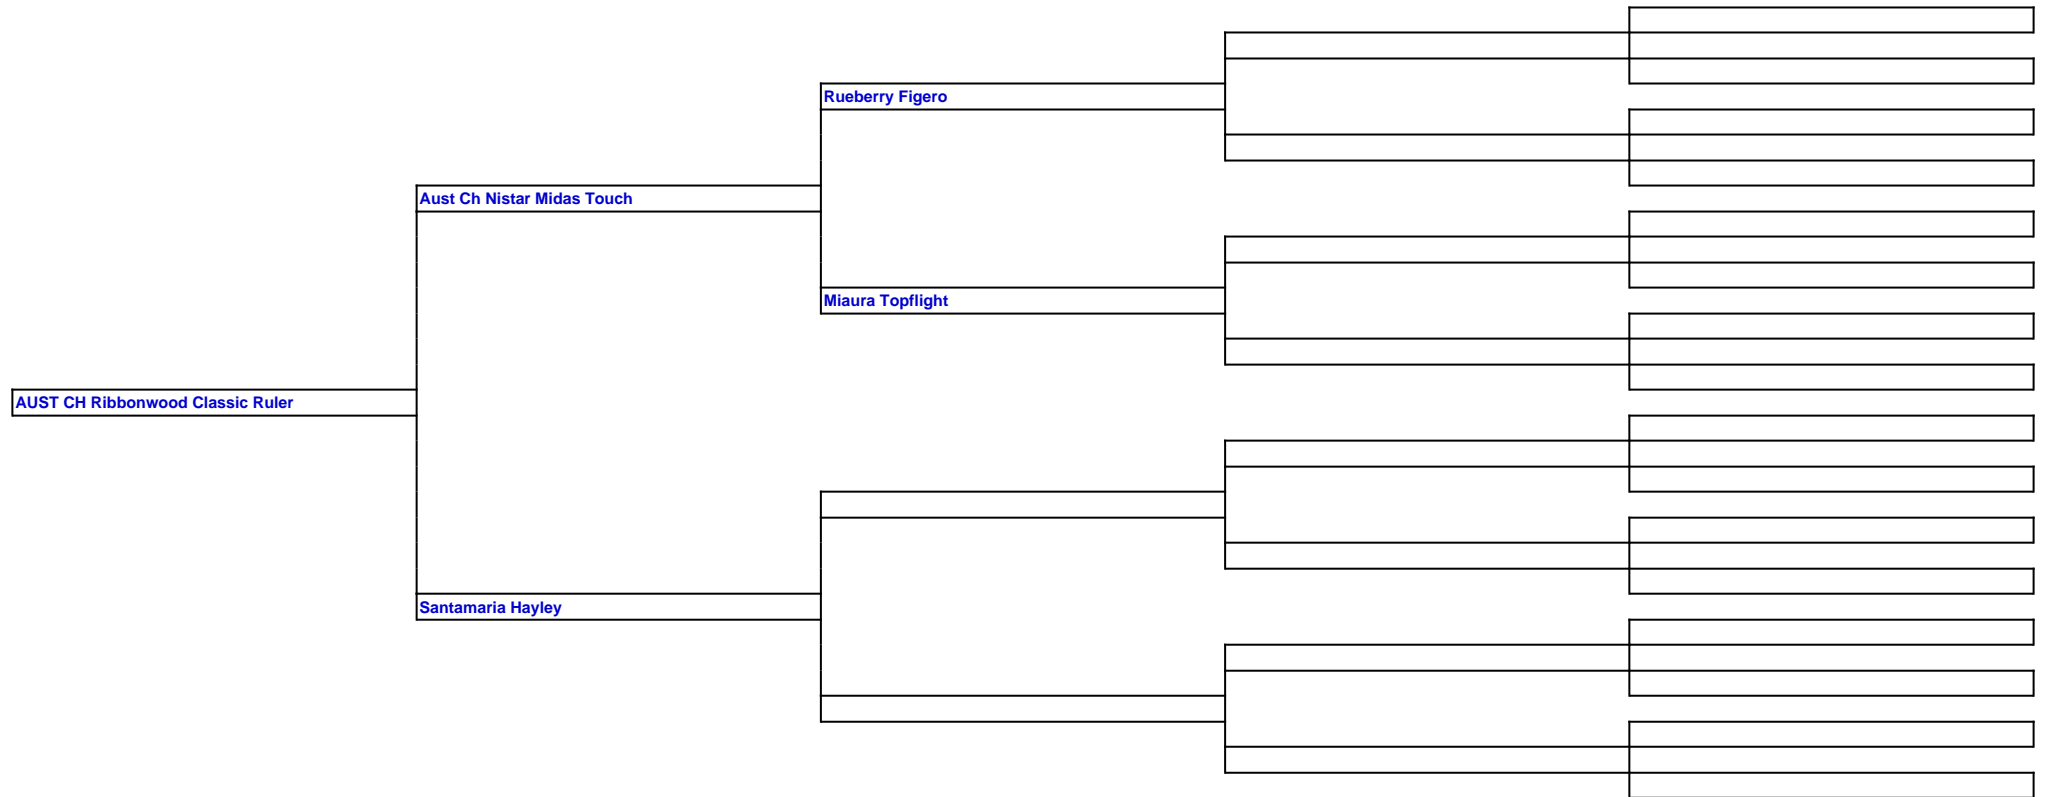 Rueberry Figero
Aust Ch Nistar Midas Touch
Miaura Topflight
AUST CH Ribbonwood Classic Ruler
Santamaria Hayley